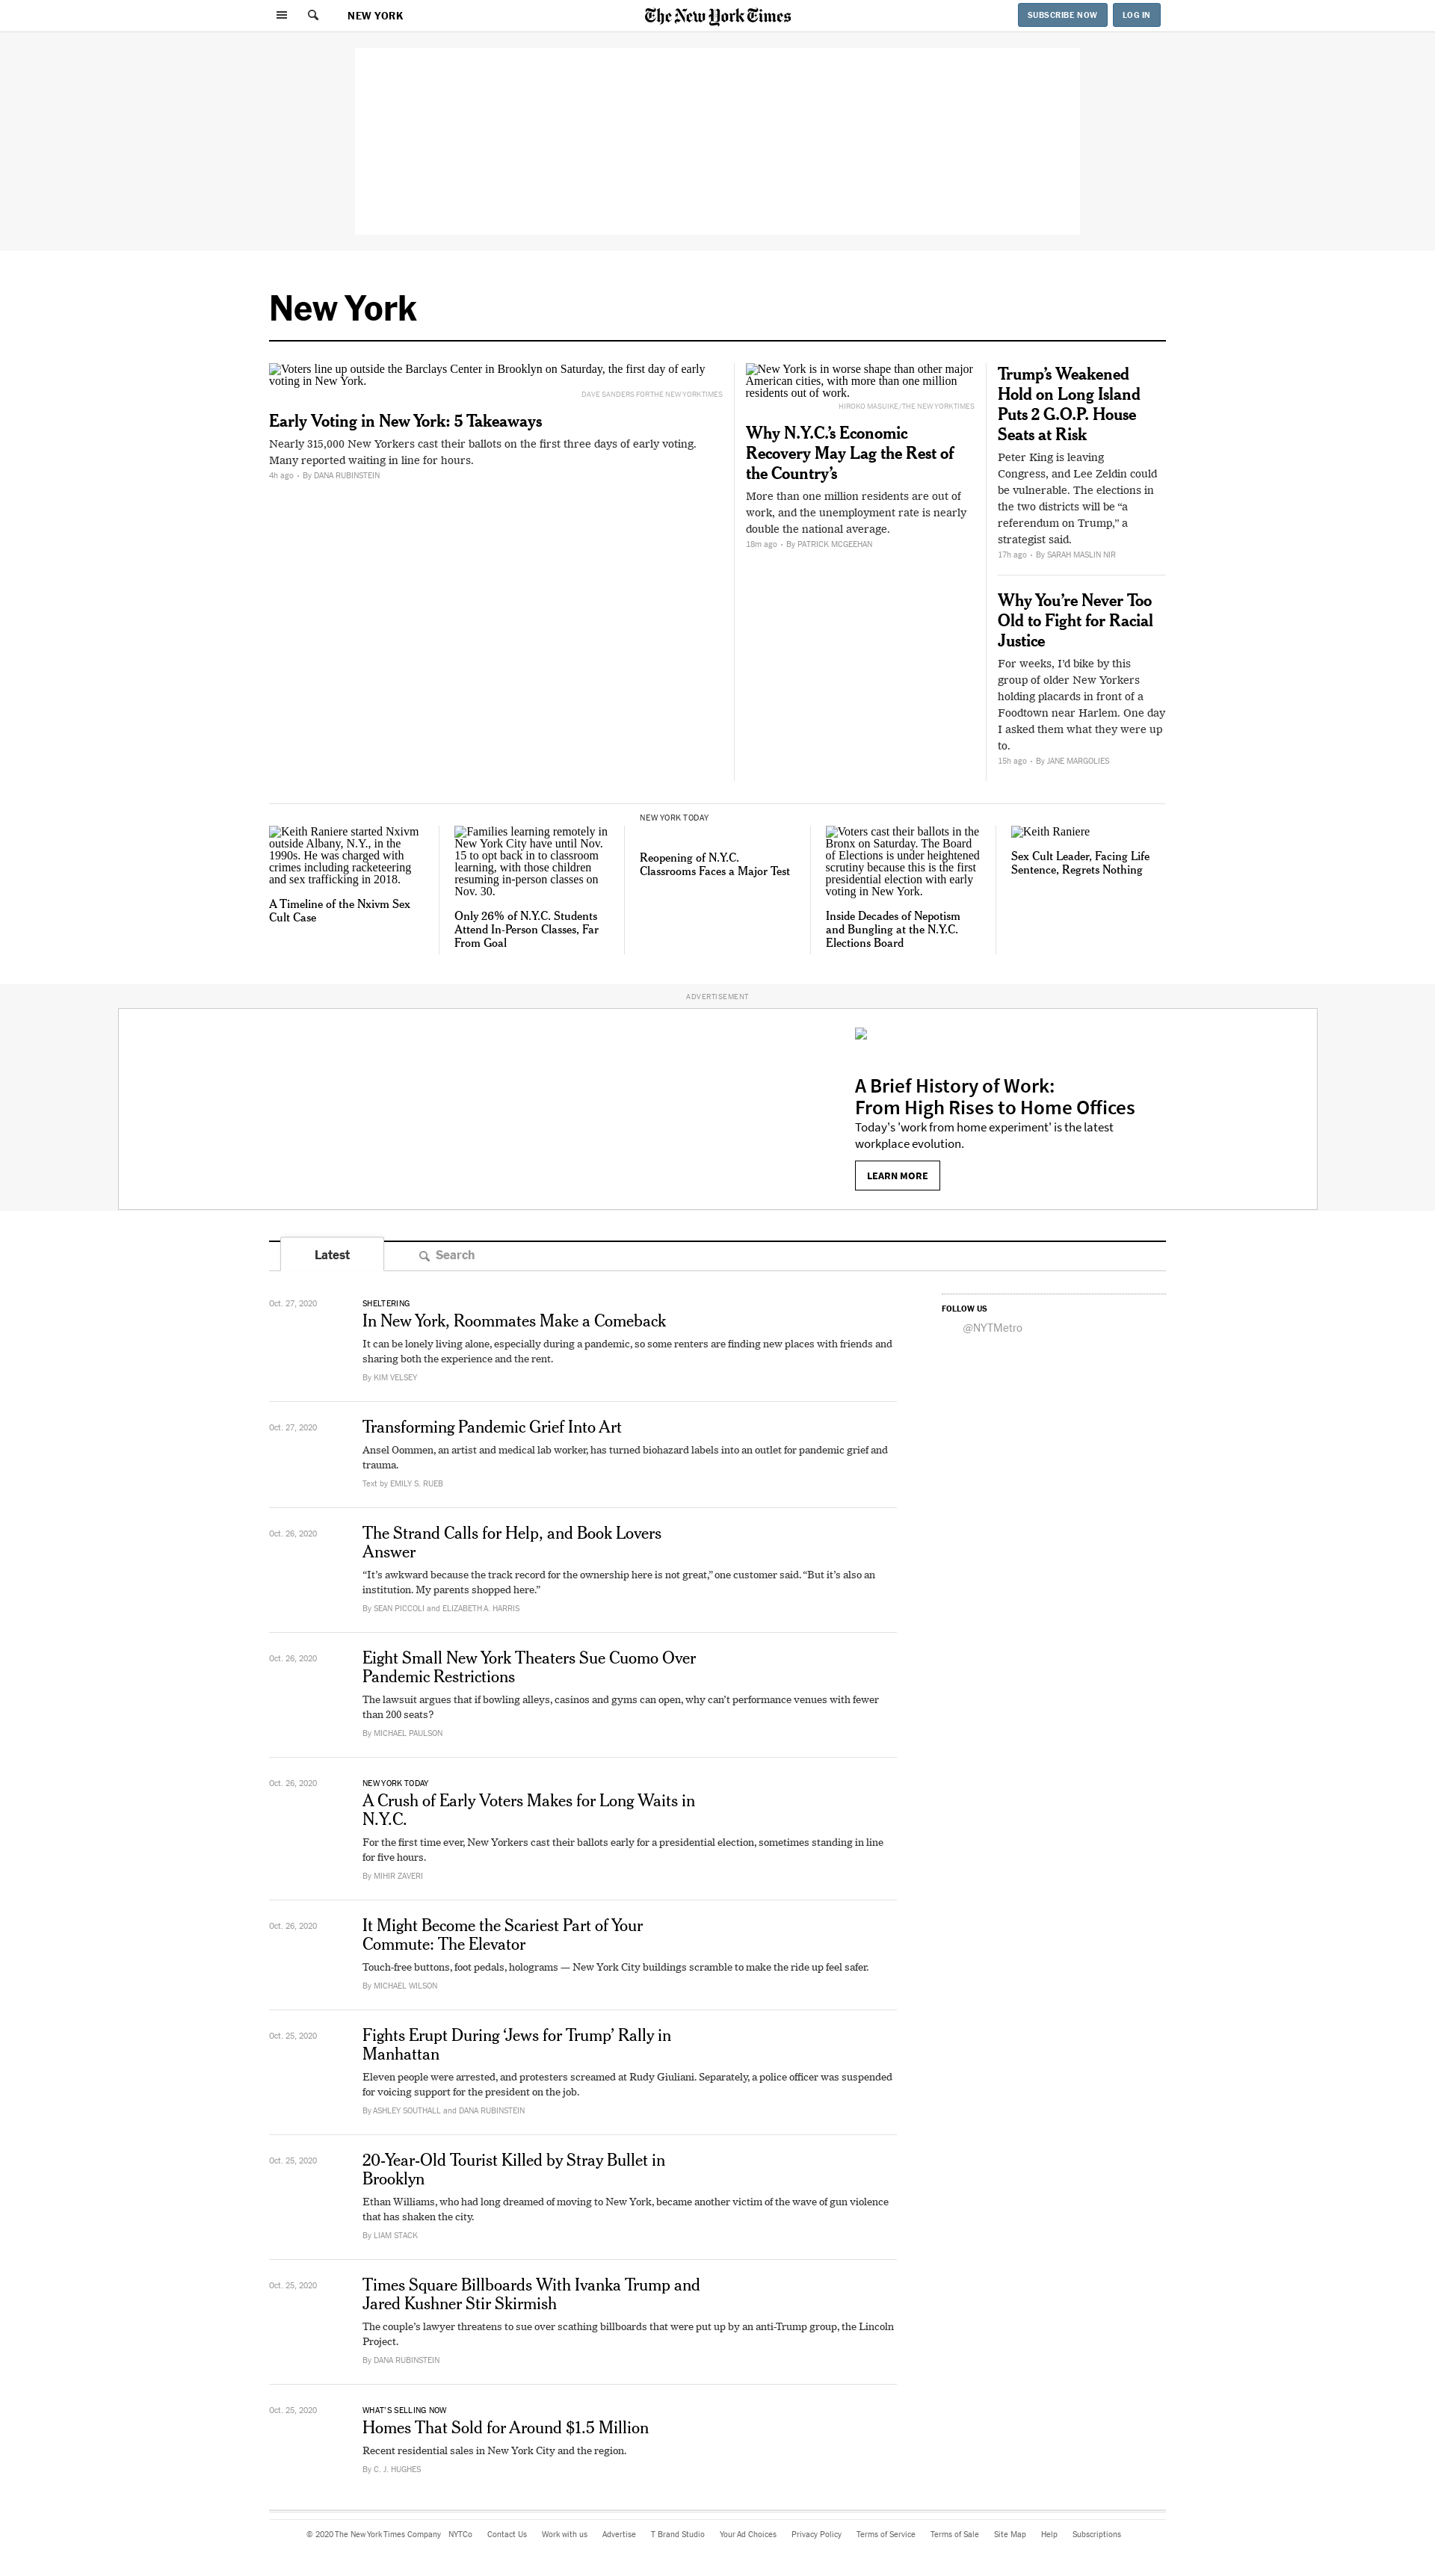 NEW YORK
The New York Times
SUBSCRIBE NOW
LOG IN
New York
Voters line up outside the Barclays Center in Brooklyn on Saturday, the first day of early
voting in New York.
DAVE SANDERS FOR THE NEW YORK TIMES
Early Voting in New York: 5 Takeaways
Nearly 315,000 New Yorkers cast their ballots on the first three days of early voting.
Many reported waiting in line for hours.
4h ago • By DANA RUBINSTEIN
New York is in worse shape than other major
American cities, with more than one million
residents out of work.
HIROKO MASUIKE/THE NEW YORK TIMES
Why N.Y.C.’s Economic
Recovery May Lag the Rest of
the Country’s
More than one million residents are out of
work, and the unemployment rate is nearly
double the national average.
18m ago • By PATRICK MCGEEHAN
Trump’s Weakened
Hold on Long Island
Puts 2 G.O.P. House
Seats at Risk
Peter King is leaving
Congress, and Lee Zeldin could
be vulnerable. The elections in
the two districts will be “a
referendum on Trump,” a
strategist said.
17h ago • By SARAH MASLIN NIR
Why You’re Never Too
Old to Fight for Racial
Justice
For weeks, I’d bike by this
group of older New Yorkers
holding placards in front of a
Foodtown near Harlem. One day
I asked them what they were up
to.
15h ago • By JANE MARGOLIES
Keith Raniere started Nxivm
outside Albany, N.Y., in the
1990s. He was charged with
crimes including racketeering
and sex trafficking in 2018.
A Timeline of the Nxivm Sex
Cult Case
Families learning remotely in
New York City have until Nov.
15 to opt back in to classroom
learning, with those children
resuming in-person classes on
Nov. 30.
Only 26% of N.Y.C. Students
Attend In-Person Classes, Far
From Goal
NEW YORK TODAY
Reopening of N.Y.C.
Classrooms Faces a Major Test
Voters cast their ballots in the
Bronx on Saturday. The Board
of Elections is under heightened
scrutiny because this is the first
presidential election with early
voting in New York.
Inside Decades of Nepotism
and Bungling at the N.Y.C.
Elections Board
Keith Raniere
Sex Cult Leader, Facing Life
Sentence, Regrets Nothing
ADVERTISEMENT
A Brief History of Work:
From High Rises to Home Offices
Today's 'work from home experiment' is the latest
workplace evolution.
LEARN MORE
Latest
Search
Oct. 27, 2020
SHELTERING
In New York, Roommates Make a Comeback
It can be lonely living alone, especially during a pandemic, so some renters are finding new places with friends and
sharing both the experience and the rent.
By KIM VELSEY
FOLLOW US
@NYTMetro
Oct. 27, 2020
Transforming Pandemic Grief Into Art
Ansel Oommen, an artist and medical lab worker, has turned biohazard labels into an outlet for pandemic grief and
trauma.
Text by EMILY S. RUEB
Oct. 26, 2020
The Strand Calls for Help, and Book Lovers
Answer
“It’s awkward because the track record for the ownership here is not great,” one customer said. “But it’s also an
institution. My parents shopped here.”
By SEAN PICCOLI and ELIZABETH A. HARRIS
Oct. 26, 2020
Eight Small New York Theaters Sue Cuomo Over
Pandemic Restrictions
The lawsuit argues that if bowling alleys, casinos and gyms can open, why can’t performance venues with fewer
than 200 seats?
By MICHAEL PAULSON
Oct. 26, 2020
NEW YORK TODAY
A Crush of Early Voters Makes for Long Waits in
N.Y.C.
For the first time ever, New Yorkers cast their ballots early for a presidential election, sometimes standing in line
for five hours.
By MIHIR ZAVERI
Oct. 26, 2020
It Might Become the Scariest Part of Your
Commute: The Elevator
Touch-free buttons, foot pedals, holograms — New York City buildings scramble to make the ride up feel safer.
By MICHAEL WILSON
Oct. 25, 2020
Fights Erupt During ‘Jews for Trump’ Rally in
Manhattan
Eleven people were arrested, and protesters screamed at Rudy Giuliani. Separately, a police officer was suspended
for voicing support for the president on the job.
By ASHLEY SOUTHALL and DANA RUBINSTEIN
Oct. 25, 2020
20-Year-Old Tourist Killed by Stray Bullet in
Brooklyn
Ethan Williams, who had long dreamed of moving to New York, became another victim of the wave of gun violence
that has shaken the city.
By LIAM STACK
Oct. 25, 2020
Times Square Billboards With Ivanka Trump and
Jared Kushner Stir Skirmish
The couple’s lawyer threatens to sue over scathing billboards that were put up by an anti-Trump group, the Lincoln
Project.
By DANA RUBINSTEIN
Oct. 25, 2020
WHAT’S SELLING NOW
Homes That Sold for Around $1.5 Million
Recent residential sales in New York City and the region.
By C. J. HUGHES
© 2020 The New York Times Company NYTCo Contact Us Work with us Advertise T Brand Studio Your Ad Choices Privacy Policy Terms of Service Terms of Sale Site Map Help Subscriptions